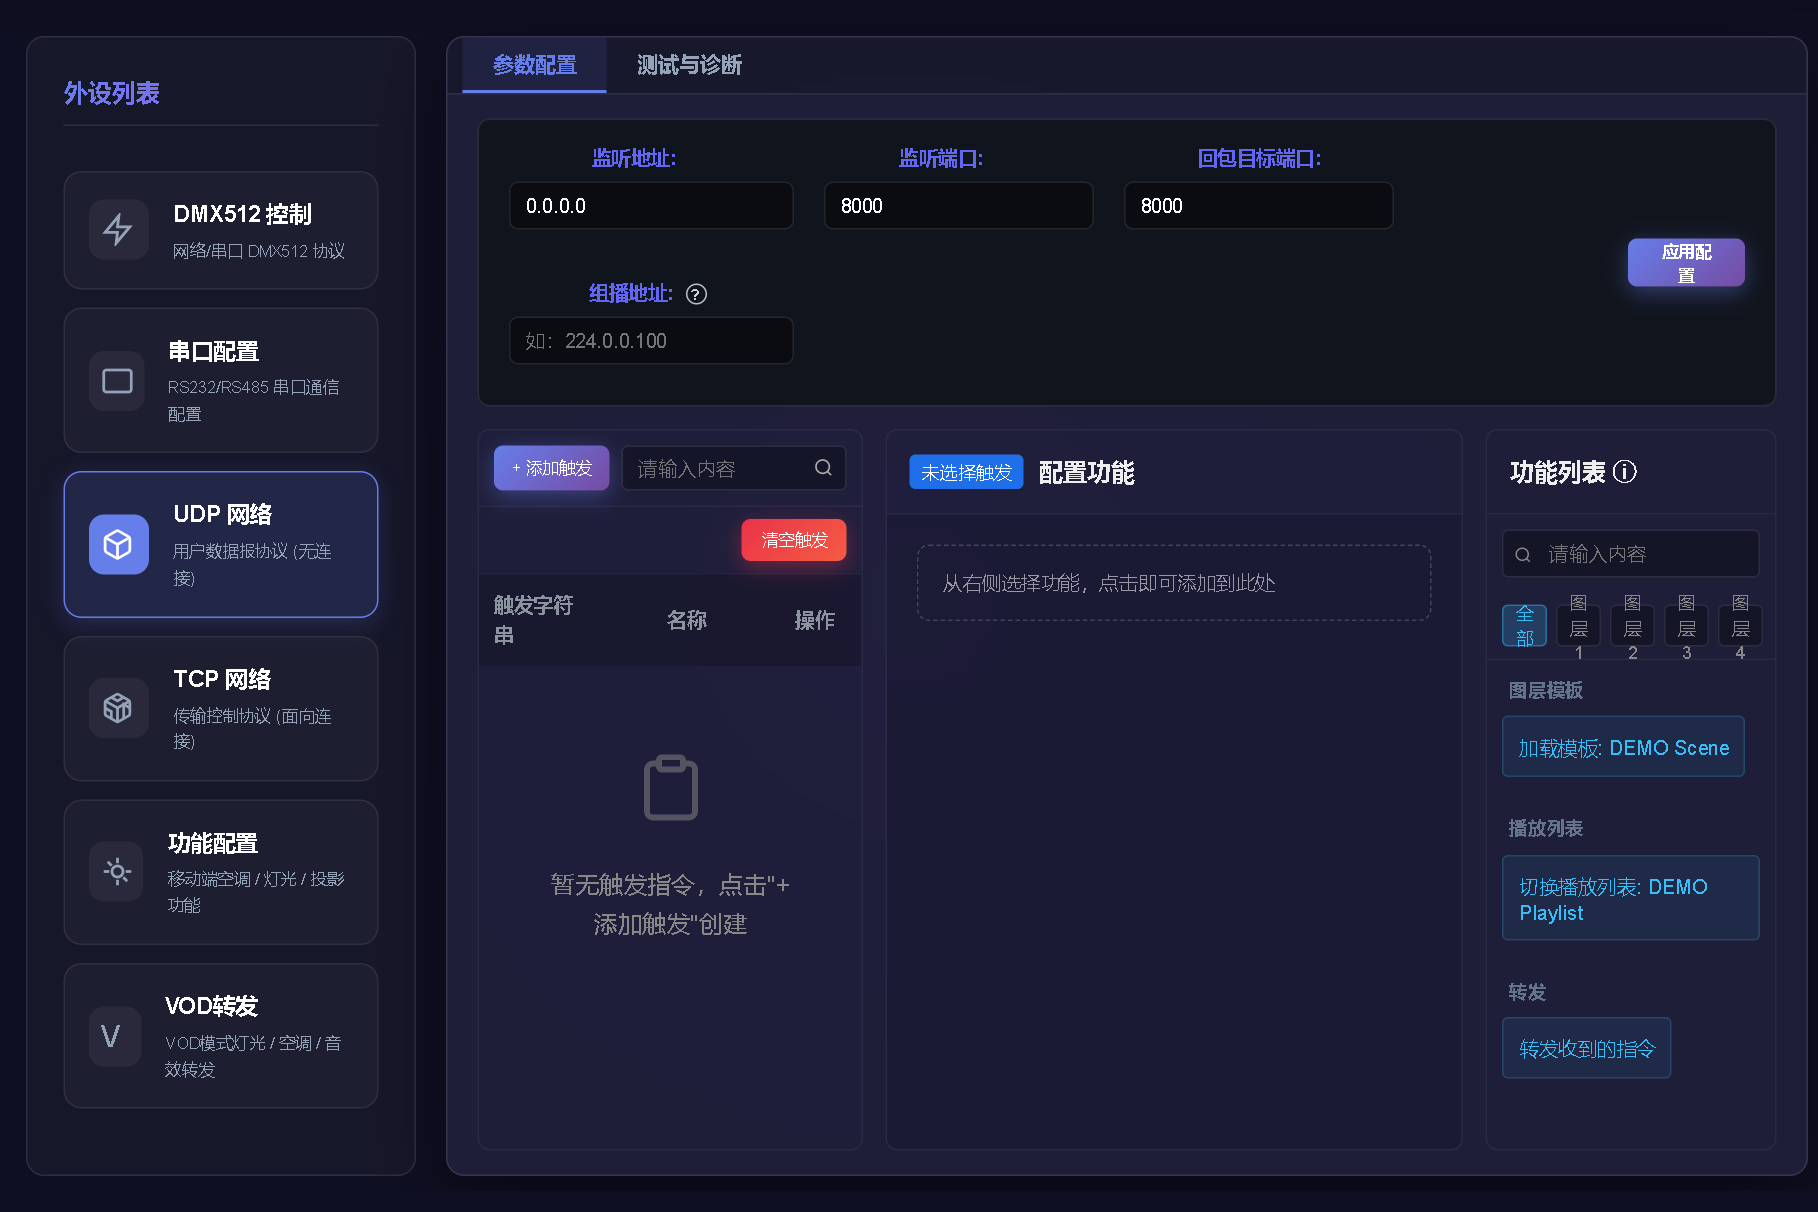 外设列表
DMX512 控制
网络/串口 DMX512 协议
串口配置
RS232/RS485 串口通信
配置
UDP 网络
用户数据报协议 (无连
接)
TCP 网络
传输控制协议 (面向连
接)
功能配置
移动端空调 / 灯光 / 投影
功能
V
VOD转发
VOD模式灯光 / 空调 / 音
效转发
参数配置
测试与诊断
监听地址:
0.0.0.0
监听端口:
8000
回包目标端口:
8000
组播地址: ?
如：224.0.0.100
应用配
置
+ 添加触发
请输入内容
清空触发
触发字符
串
名称
操作
暂无触发指令，点击"+
添加触发"创建
未选择触发
配置功能
从右侧选择功能，点击即可添加到此处
功能列表
请输入内容
全
部
图
层
1
图
层
2
图
层
3
图
层
4
图层模板
加载模板: DEMO Scene
播放列表
切换播放列表: DEMO
Playlist
转发
转发收到的指令